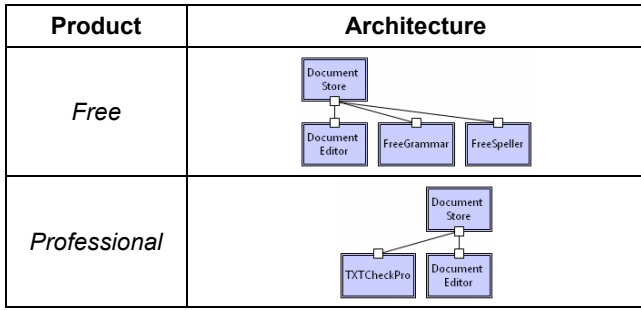 Product
Architecture
Free
Document
Store
Document
Editor
FreeGrammar
FreeSpeller
Professional
Document
Store
TXTCheckPro
Document
Editor